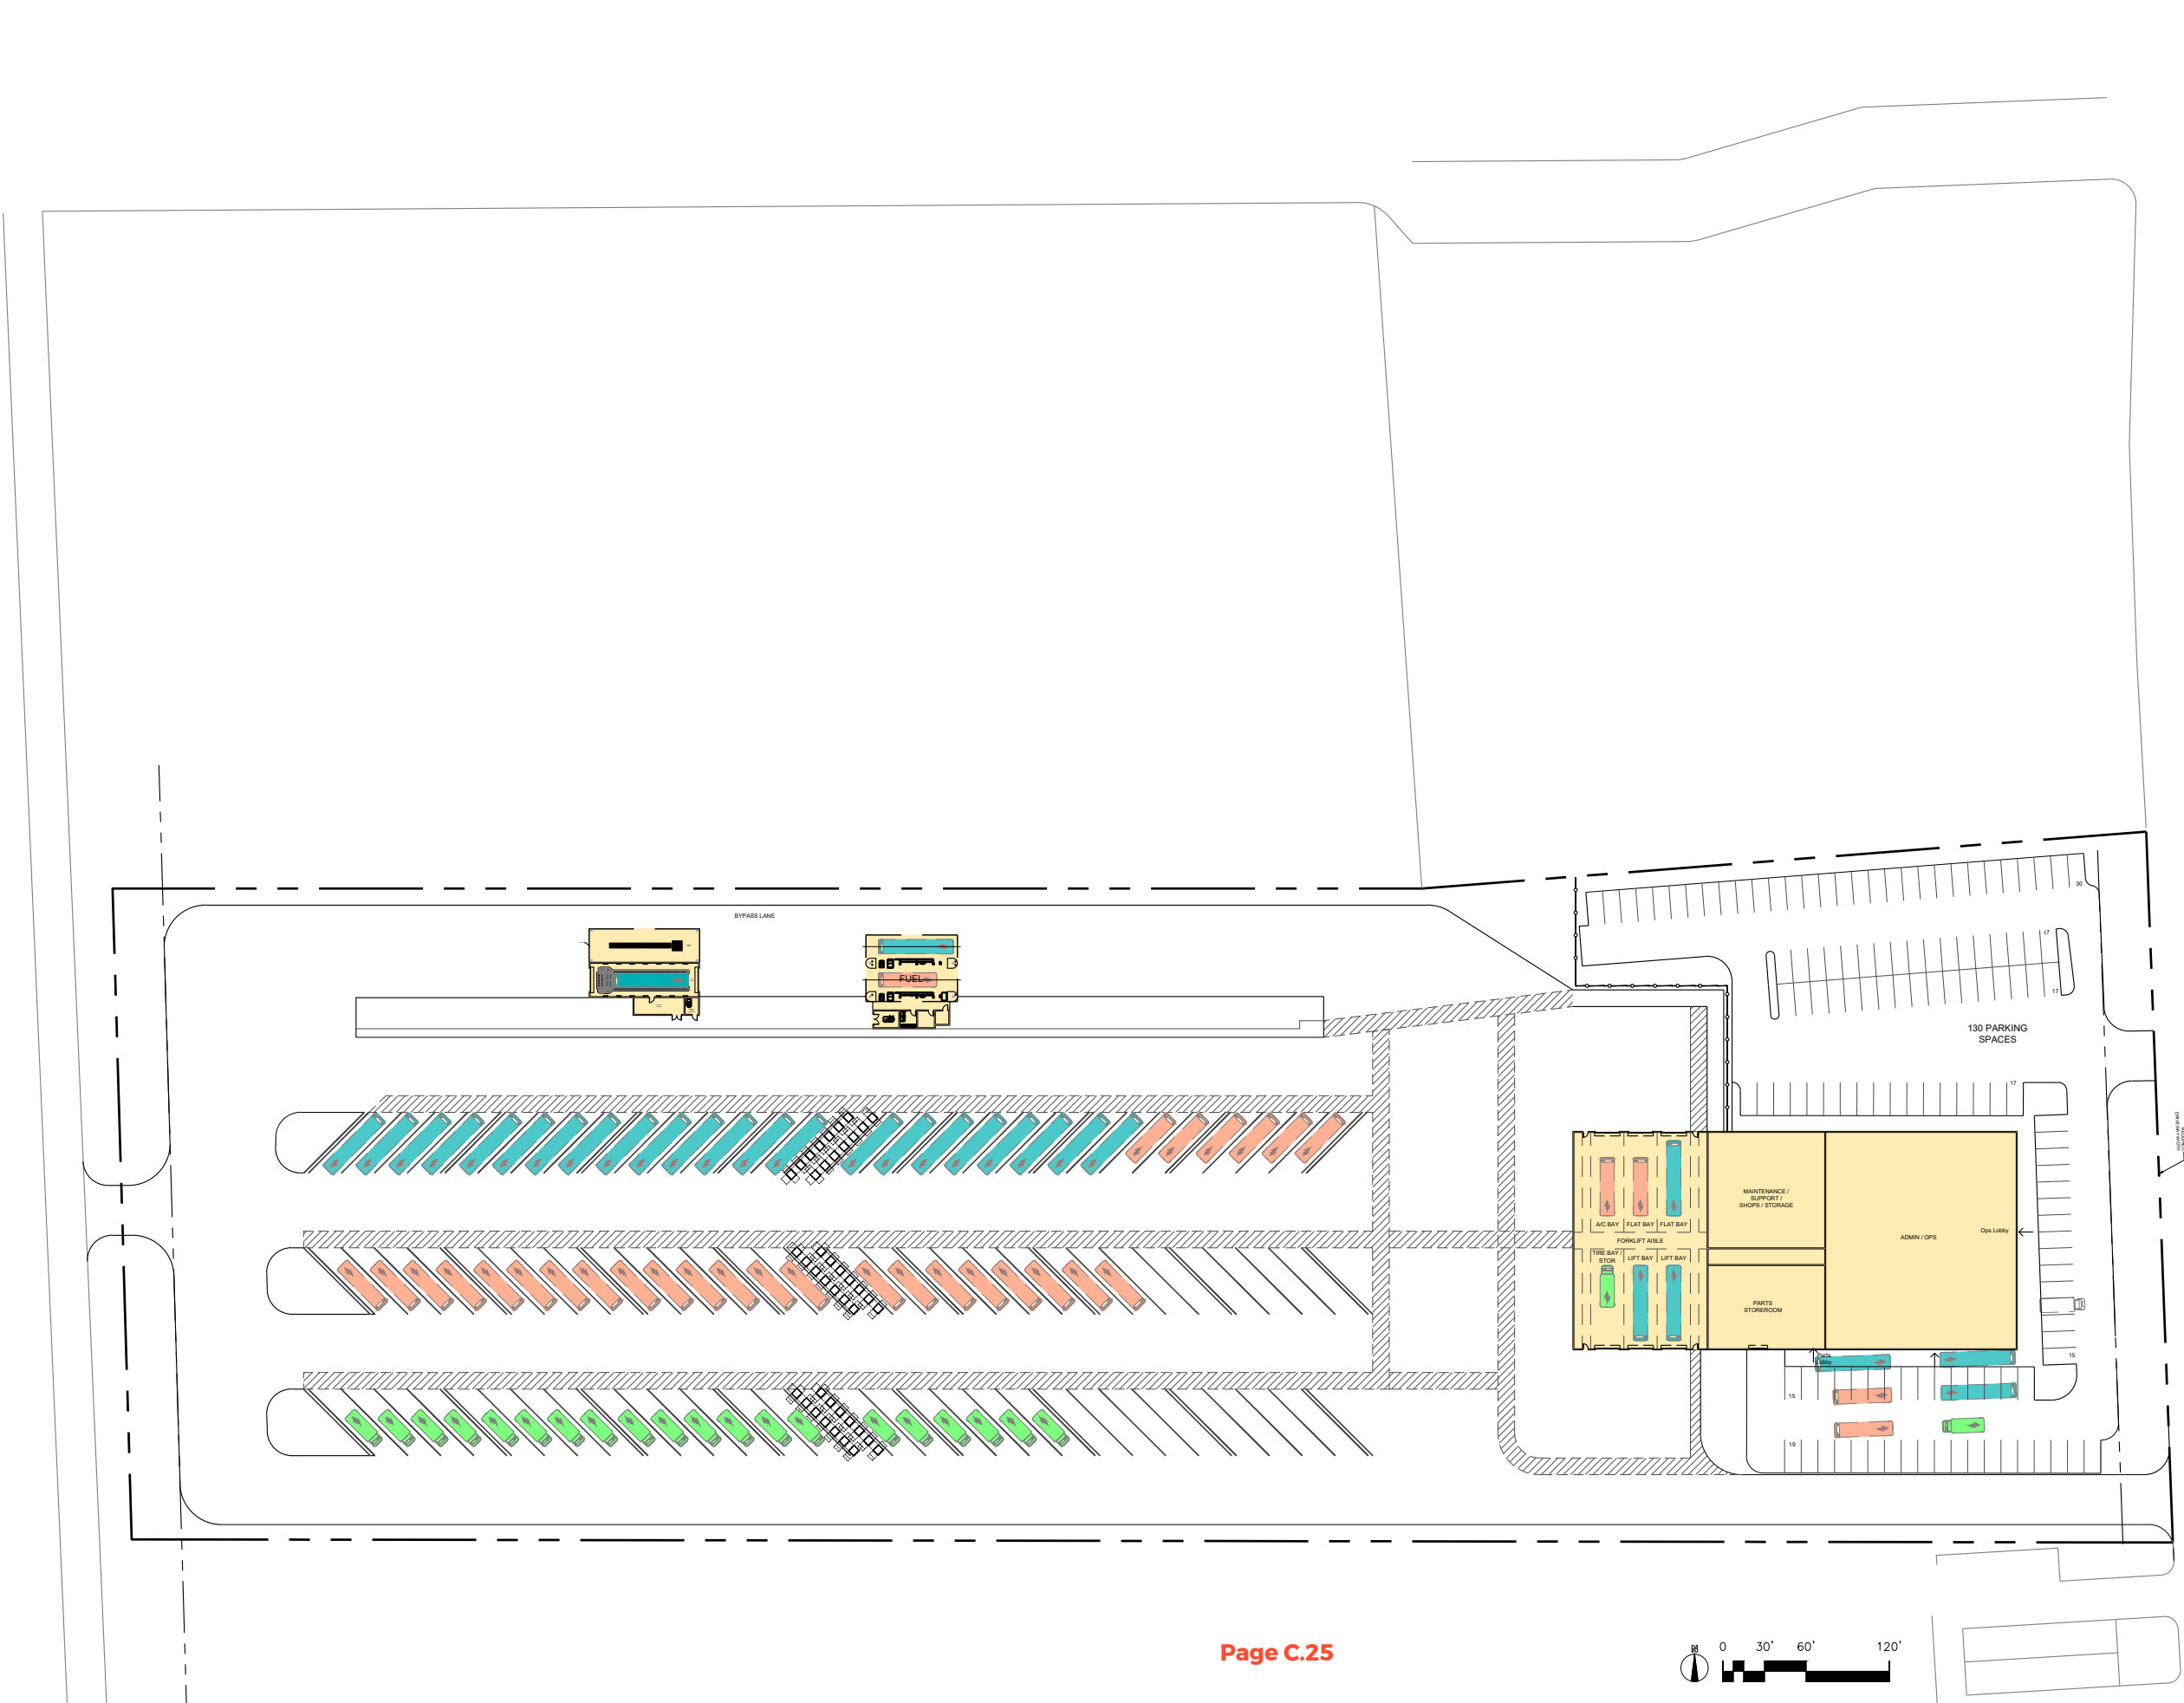 BYPASS LANE
30
17
FUEL
17
130 PARKING
SPACES
17
MAINTENANCE /
SUPPORT /
SHOPS / STORAGE
A/C BAY
FLAT BAY
FLAT BAY
Ops Lobby
ADMIN / OPS
FORKLIFT AISLE
TIRE BAY /
STOR
LIFT BAY
LIFT BAY
PARTS
STOREROOM
Parts
Lobby
15
15
19
Page C.25
N
0
30'
60'
120'